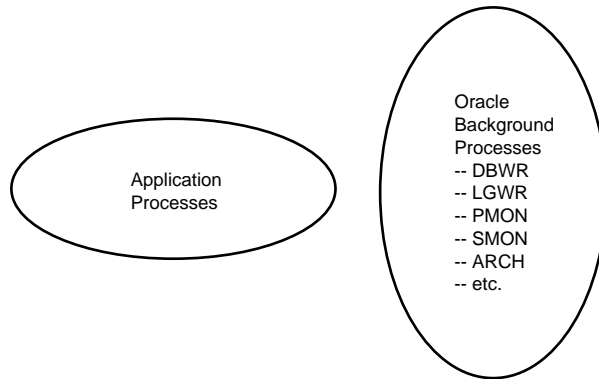 Application
Processes
Oracle
Background
Processes
-- DBWR
-- LGWR
-- PMON
-- SMON
-- ARCH
-- etc.